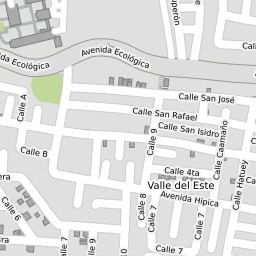 Avenida Ecológica
Avenida Ecológica
Calle San José
Calle A
Calle San Rafael
Calle San Isidro
Calle Caamaño
Calle 9
Calle B
Calle 4ta
Calle Hatuey
Valle del Este
Avenida Hípica
Calle 8
Calle 6
Calle 7
Calle 7
Calle 7
Calle 9
Calle 7